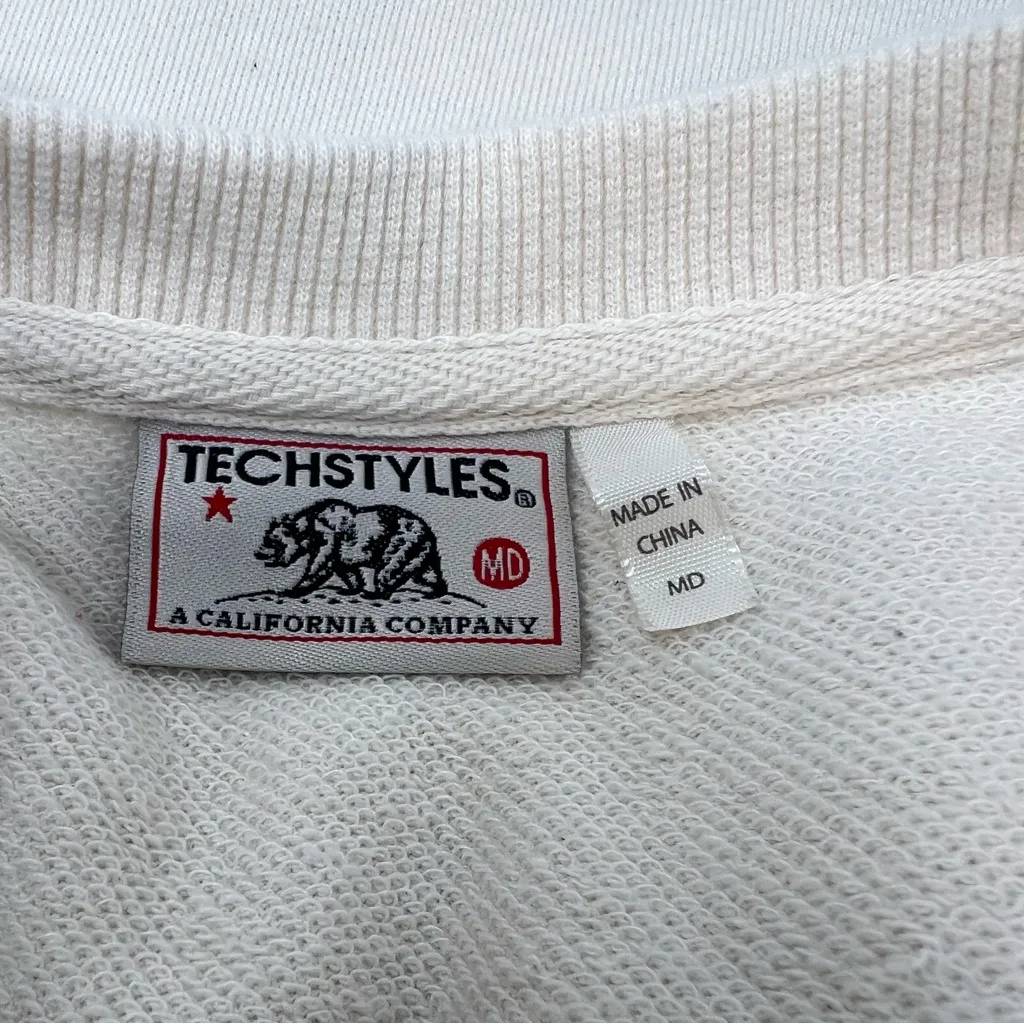 TECHSTYLES®
MD
A CALIFORNIA COMPANY
MADE IN
CHINA
MD